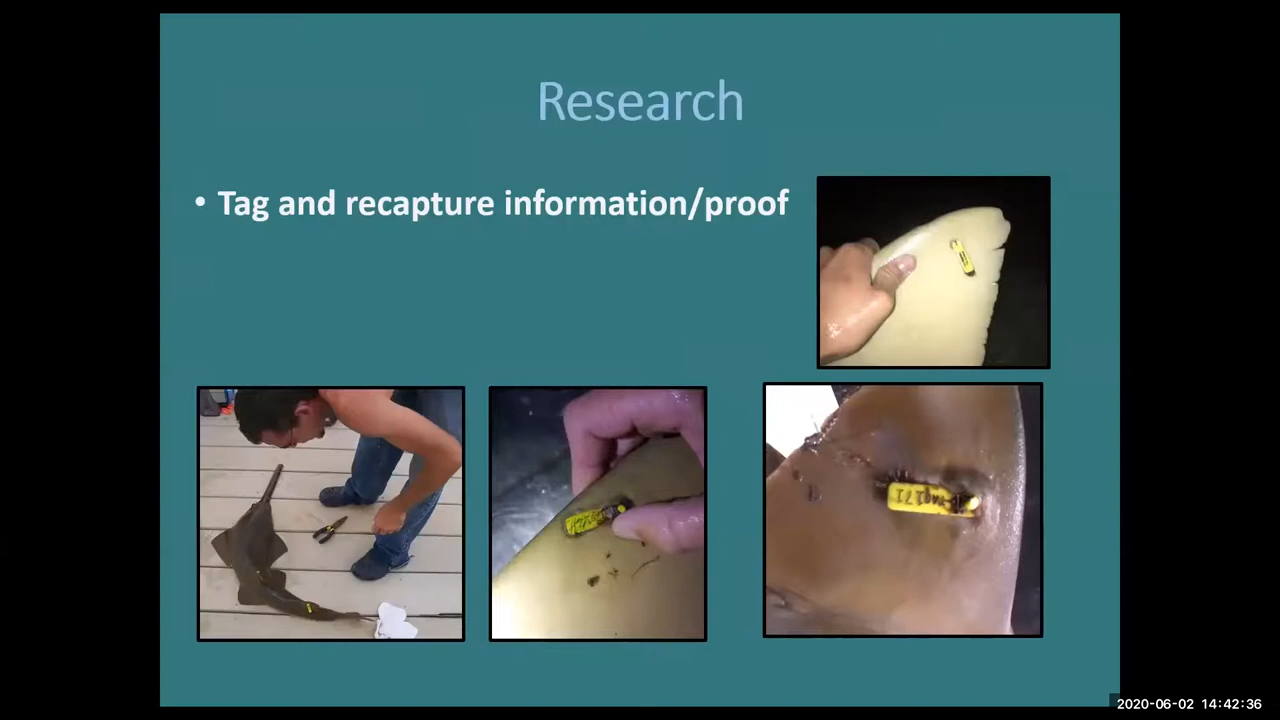 Research
• Tag and recapture information/proof
2020-06-02 14:42:36